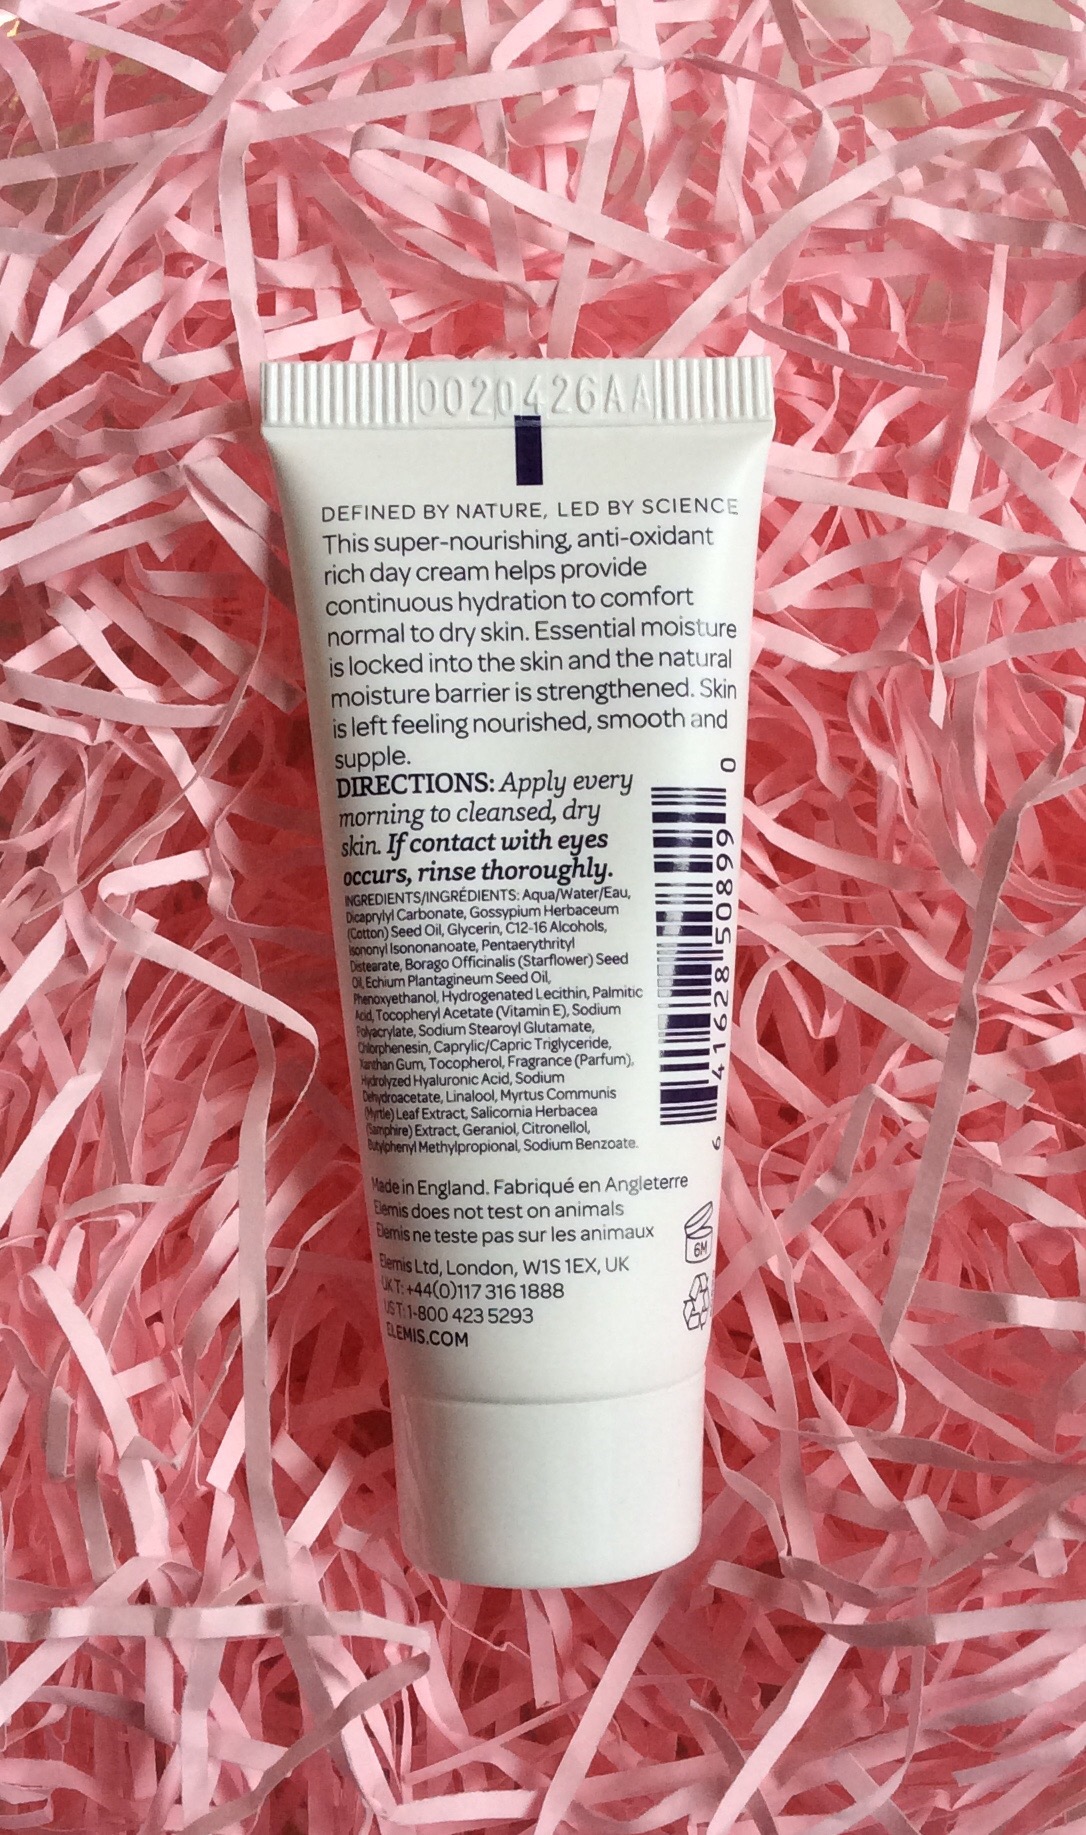 0020426AA
DEFINED BY NATURE, LED BY SCIENCE
This super-nourishing, anti-oxidant
rich day cream helps provide
continuous hydration to comfort
normal to dry skin. Essential moisture
is locked into the skin and the natural
moisture barrier is strengthened. Skin
is left feeling nourished, smooth and
supple.
DIRECTIONS: Apply every
morning to cleansed, dry
skin. If contact with eyes
occurs, rinse thoroughly.
INGREDIENTS/INGRÉDIENTS: Aqua/Water/Eau,
Dicaprylyl Carbonate, Gossypium Herbaceum
(Cotton) Seed Oil, Glycerin, C12-16 Alcohols,
Isononyl Isononanoate, Pentaerythrityl
Distearate, Borago Officinalis (Starflower) Seed
Oil, Echium Plantagineum Seed Oil,
Phenoxyethanol, Hydrogenated Lecithin, Palmitic
Acid, Tocopheryl Acetate (Vitamin E), Sodium
Polyacrylate, Sodium Stearoyl Glutamate,
Chlorphenesin, Caprylic/Capric Triglyceride,
Xanthan Gum, Tocopherol, Fragrance (Parfum),
Hydrolyzed Hyaluronic Acid, Sodium
Dehydroacetate, Linalool, Myrtus Communis
(Myrtle) Leaf Extract, Salicornia Herbacea
(Samphire) Extract, Geraniol, Citronellol,
Butylphenyl Methylpropional, Sodium Benzoate.
6 41628 50899 0
Made in England. Fabriqué en Angleterre
Elemis does not test on animals
Elemis ne teste pas sur les animaux
6M
Elemis Ltd, London, W1S 1EX, UK
UK T: +44(0)117 316 1888
US T: 1-800 423 5293
ELEMIS.COM